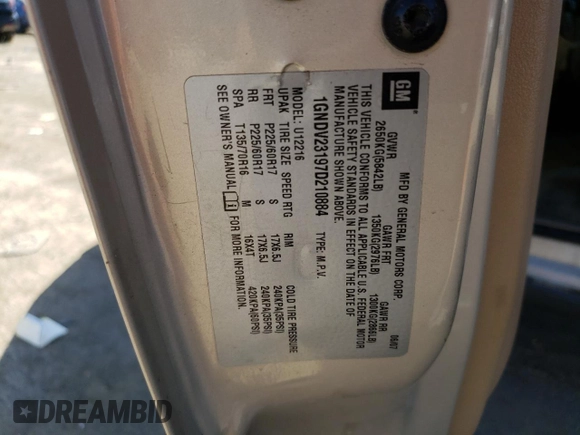 GM
MFD BY GENERAL MOTORS CORP.
06/07
GVWR GAWR FRT GAWR RR
2650KG(5842LB) 1350KG(2976LB) 1300KG(2866LB)
THIS VEHICLE CONFORMS TO ALL APPLICABLE U.S. FEDERAL MOTOR
VEHICLE SAFETY STANDARDS IN EFFECT ON THE DATE OF
MANUFACTURE SHOWN ABOVE.
1GNDV23197D210884 TYPE: M.P.V.
MODEL: U12216
UPAK TIRE SIZE SPEED RTG RIM COLD TIRE PRESSURE
FRT P225/60R17 S 17X6.5J 240KPA(35PSI)
RR P225/60R17 S 17X6.5J 240KPA(35PSI)
SPA T135/70R16 M 16X4T 420KPA(60PSI)
SEE OWNER'S MANUAL FOR MORE INFORMATION.
DREAMBID